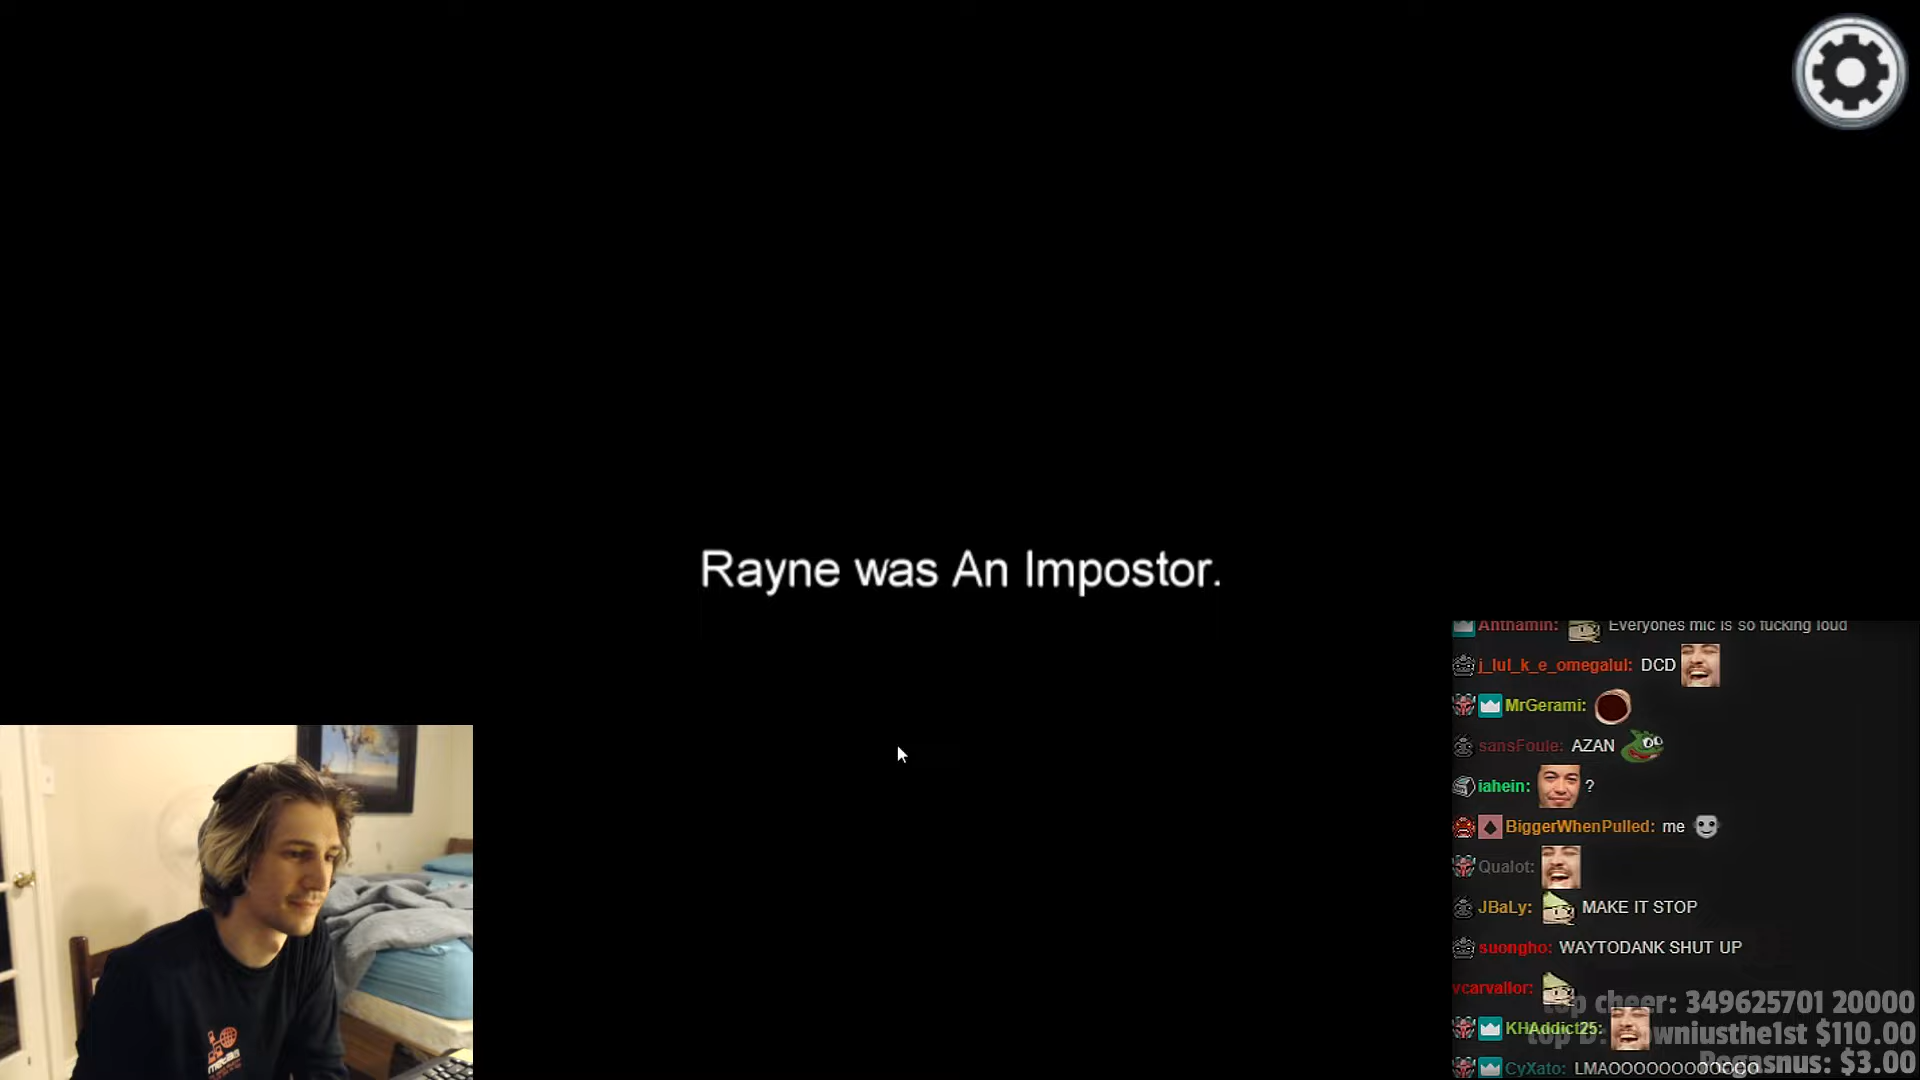 Rayne was An Impostor.
Anthamin: Everyones mic is so fucking loud
j_lul_k_e_omegalul: DCD
MrGerami:
sansFoule: AZAN
iahein: ?
BiggerWhenPulled: me
Qualot:
JBaLy: MAKE IT STOP
suongho: WAYTODANK SHUT UP
vcarvallor:
top cheer: 349625701 20000
KHAddict25:
top D: wniusthe1st $110.00
Pegasnus: $3.00
CyXato: